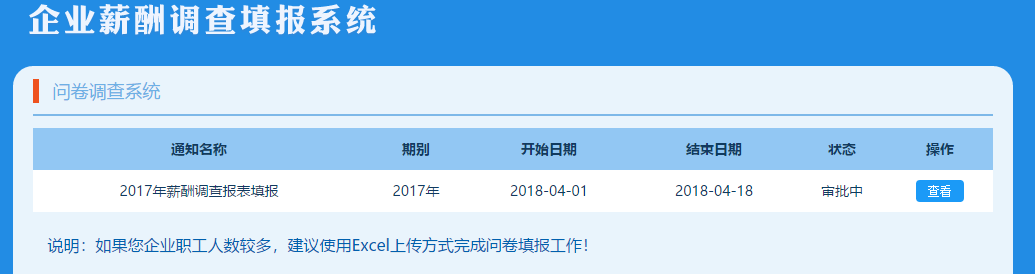 企业薪酬调查填报系统
问卷调查系统
通知名称 期别 开始日期 结束日期 状态 操作
2017年薪酬调查报表填报 2017年 2018-04-01 2018-04-18 审批中 查看
说明：如果您企业职工人数较多，建议使用Excel上传方式完成问卷填报工作！